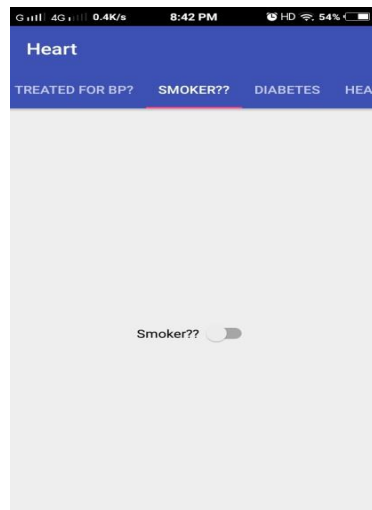 G 4G 0.4K/s 8:42 PM HD 54%
Heart
TREATED FOR BP? SMOKER?? DIABETES HEA
Smoker??